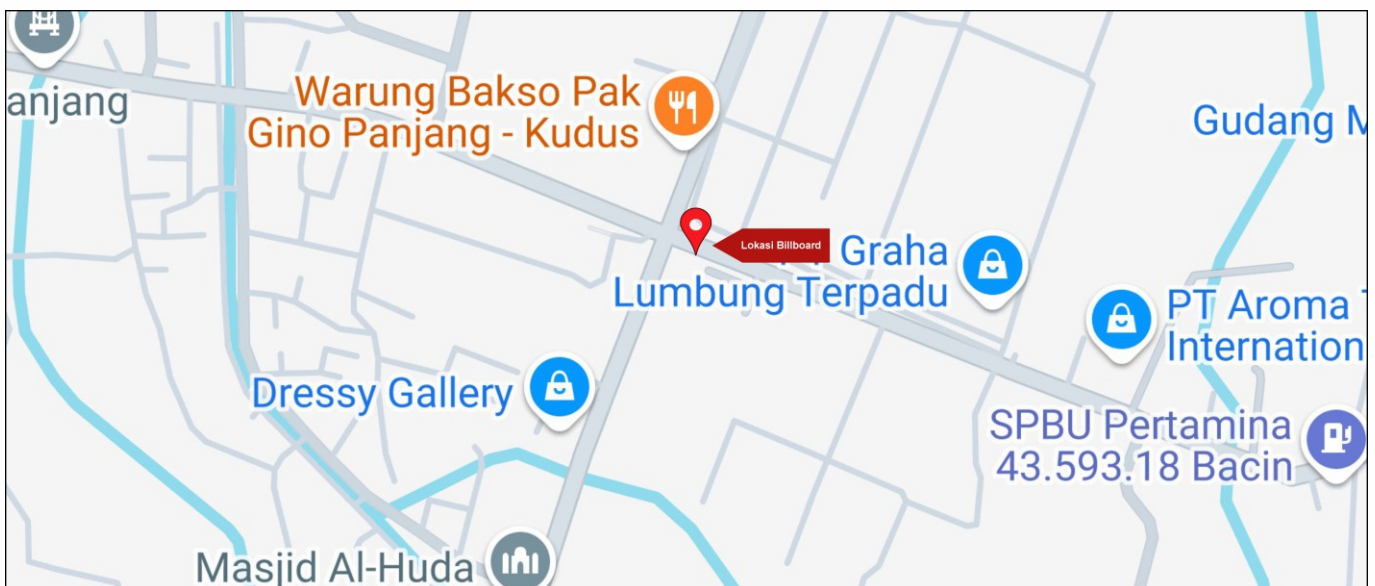 anjang
Warung Bakso Pak
Gino Panjang - Kudus
Gudang M
Lokasi Billboard
Graha
Lumbung Terpadu
PT Aroma
Internation
Dressy Gallery
SPBU Pertamina
43.593.18 Bacin
Masjid Al-Huda